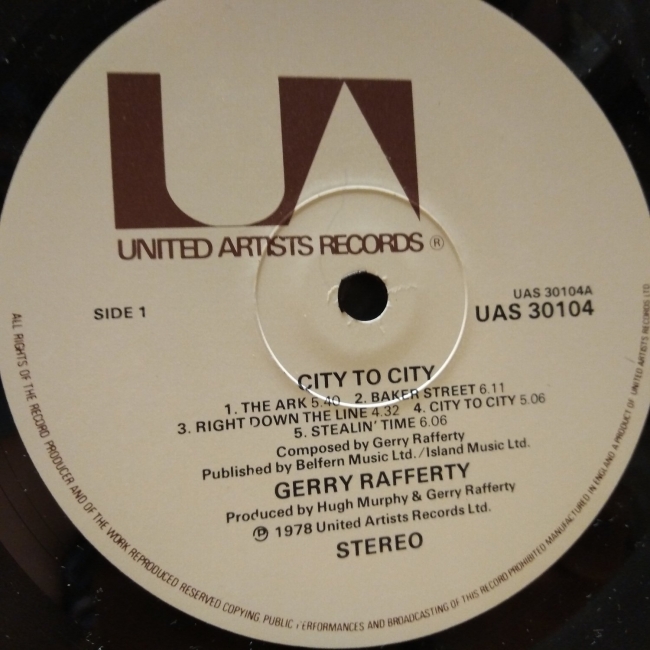 UA
UNITED ARTISTS RECORDS ®
SIDE 1
UAS 30104A
UAS 30104
CITY TO CITY
1. THE ARK 5.40 2. BAKER STREET 6.11
3. RIGHT DOWN THE LINE 4.32 4. CITY TO CITY 5.06
5. STEALIN' TIME 6.06
Composed by Gerry Rafferty
Published by Belfern Music Ltd./Island Music Ltd.
GERRY RAFFERTY
Produced by Hugh Murphy & Gerry Rafferty
℗ 1978 United Artists Records Ltd.
STEREO
ALL RIGHTS OF THE RECORD PRODUCER AND OF THE WORK REPRODUCED RESERVED COPYING, PUBLIC PERFORMANCES AND BROADCASTING OF THIS RECORD PROHIBITED MANUFACTURED IN ENGLAND A PRODUCT OF UNITED ARTISTS RECORDS LTD